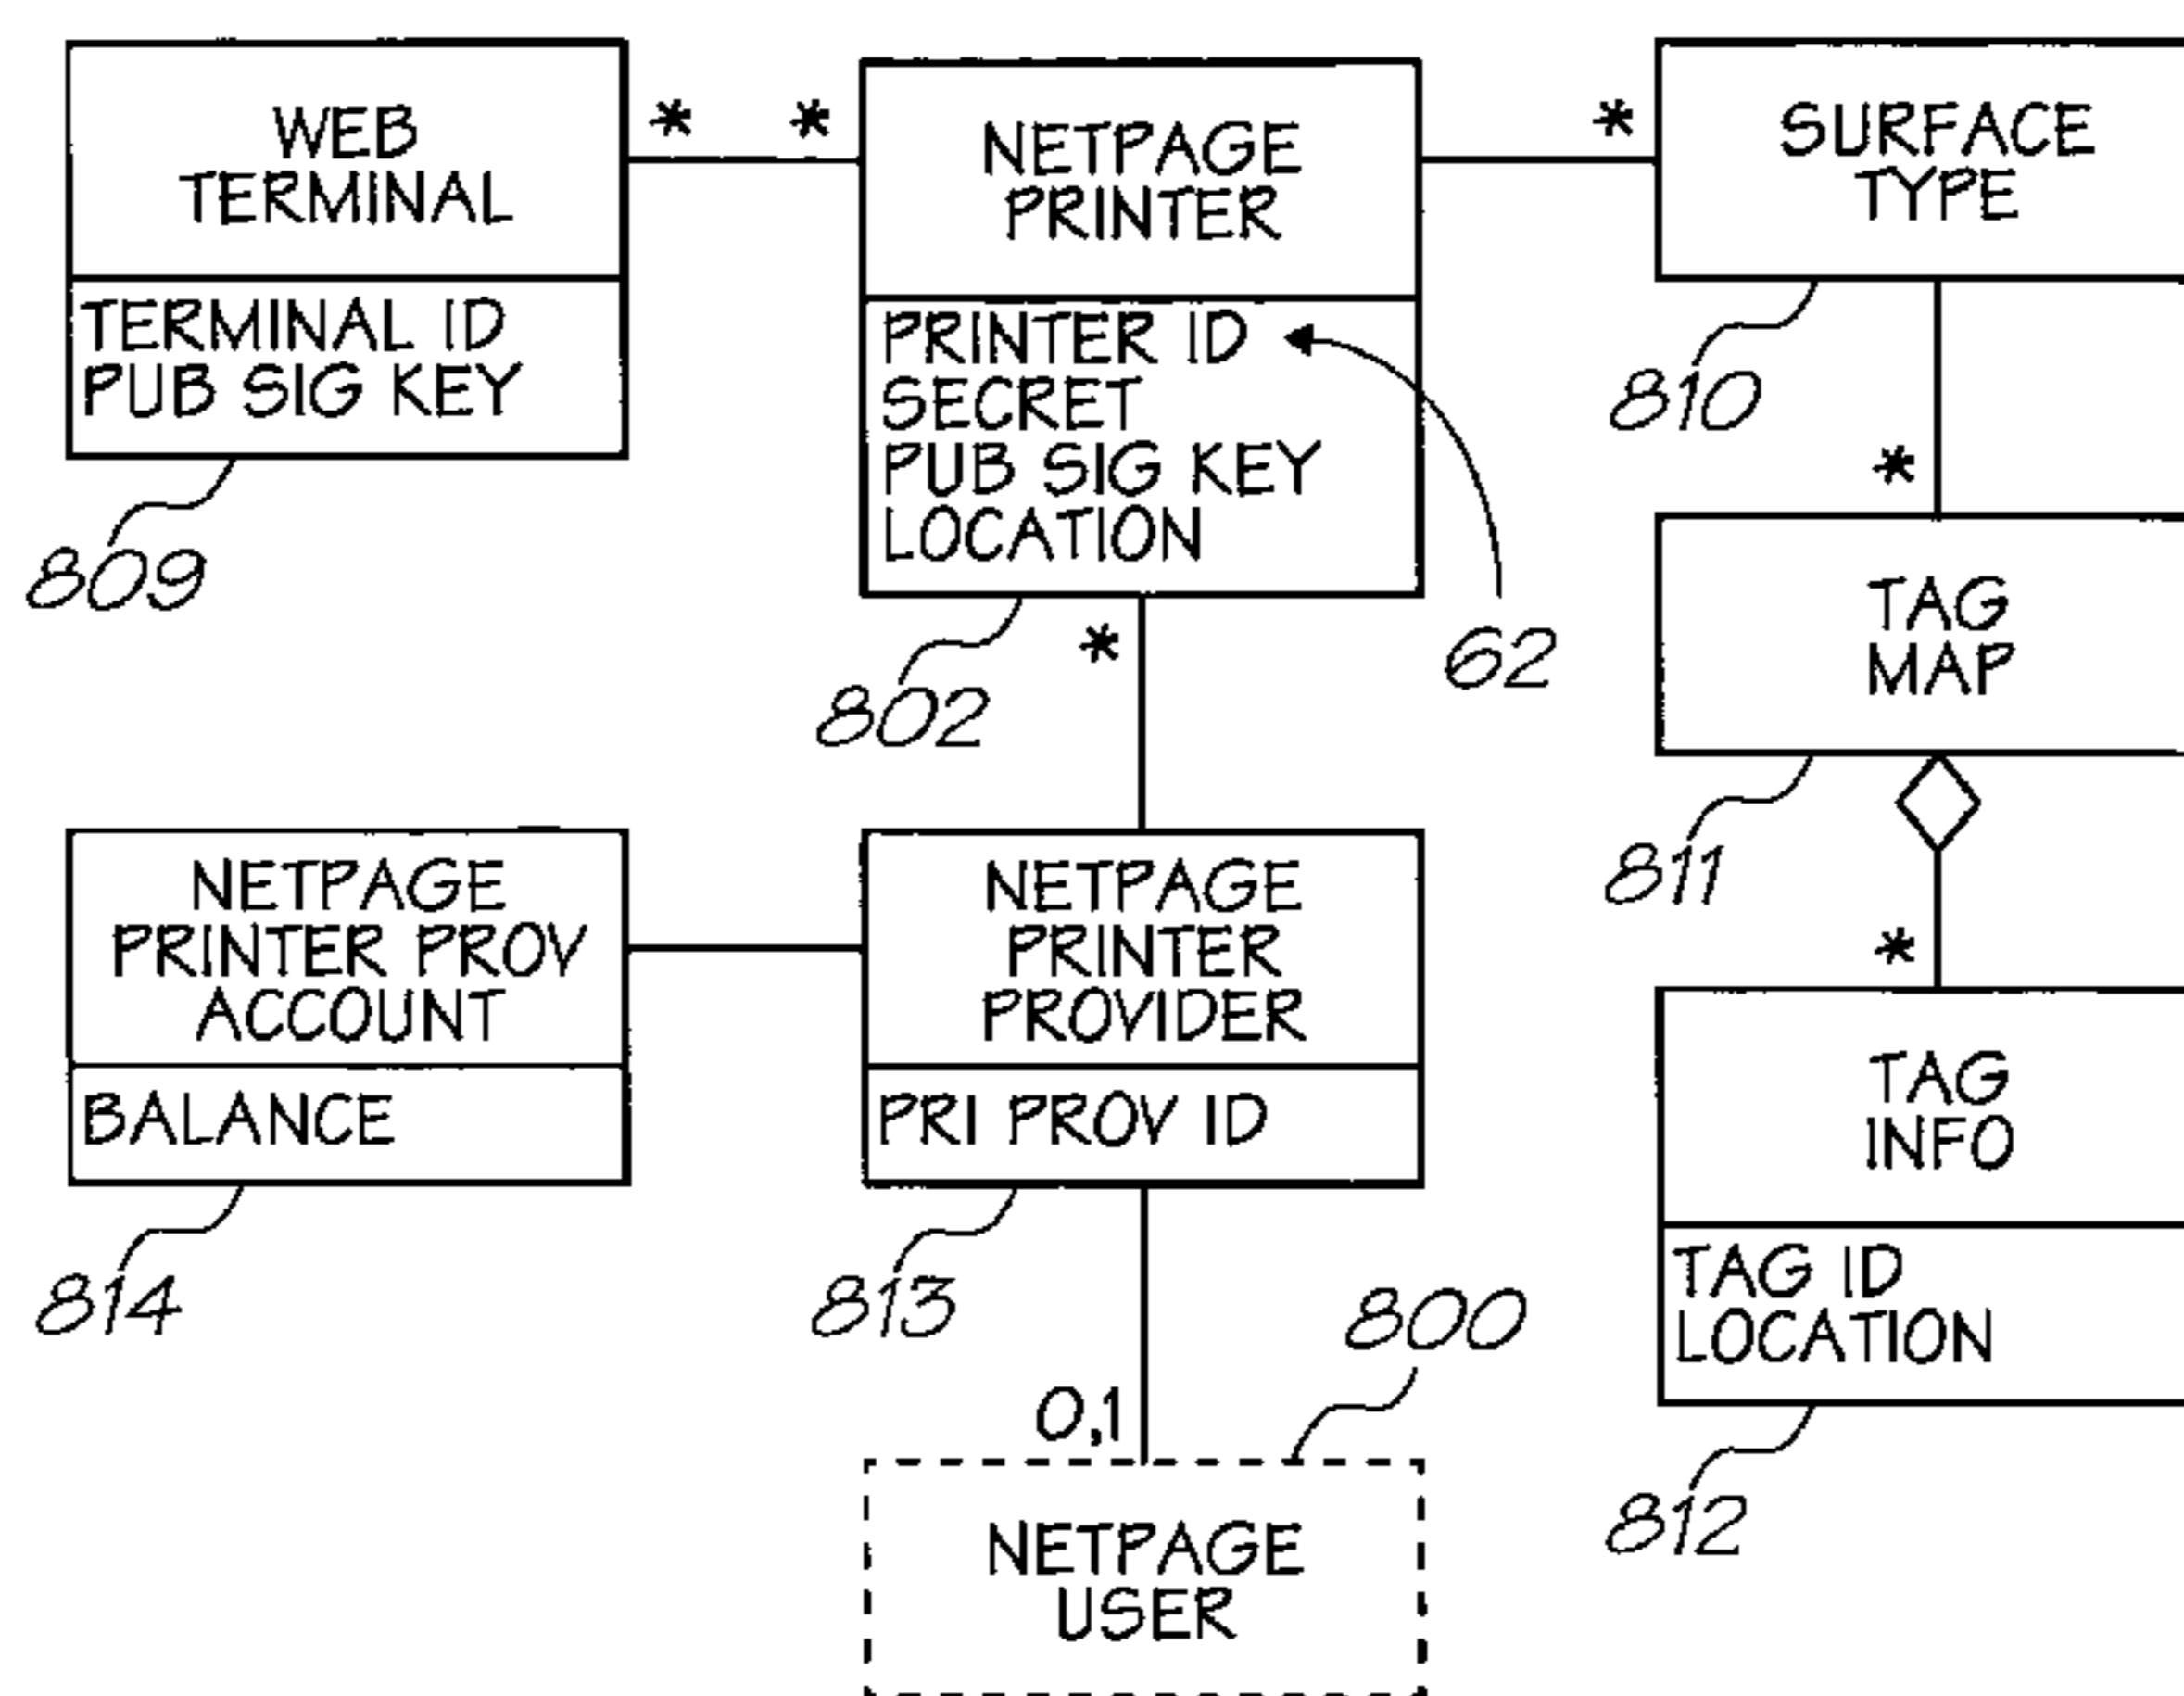 WEB
TERMINAL
TERMINAL ID
PUB SIG KEY
809
*
*
NETPAGE
PRINTER
PRINTER ID
SECRET
PUB SIG KEY
LOCATION
802
62
*
*
SURFACE
TYPE
810
*
TAG
MAP
811
*
TAG
INFO
TAG ID
LOCATION
812
NETPAGE
PRINTER PROV
ACCOUNT
BALANCE
814
NETPAGE
PRINTER
PROVIDER
PRI PROV ID
813
800
0,1
NETPAGE
USER